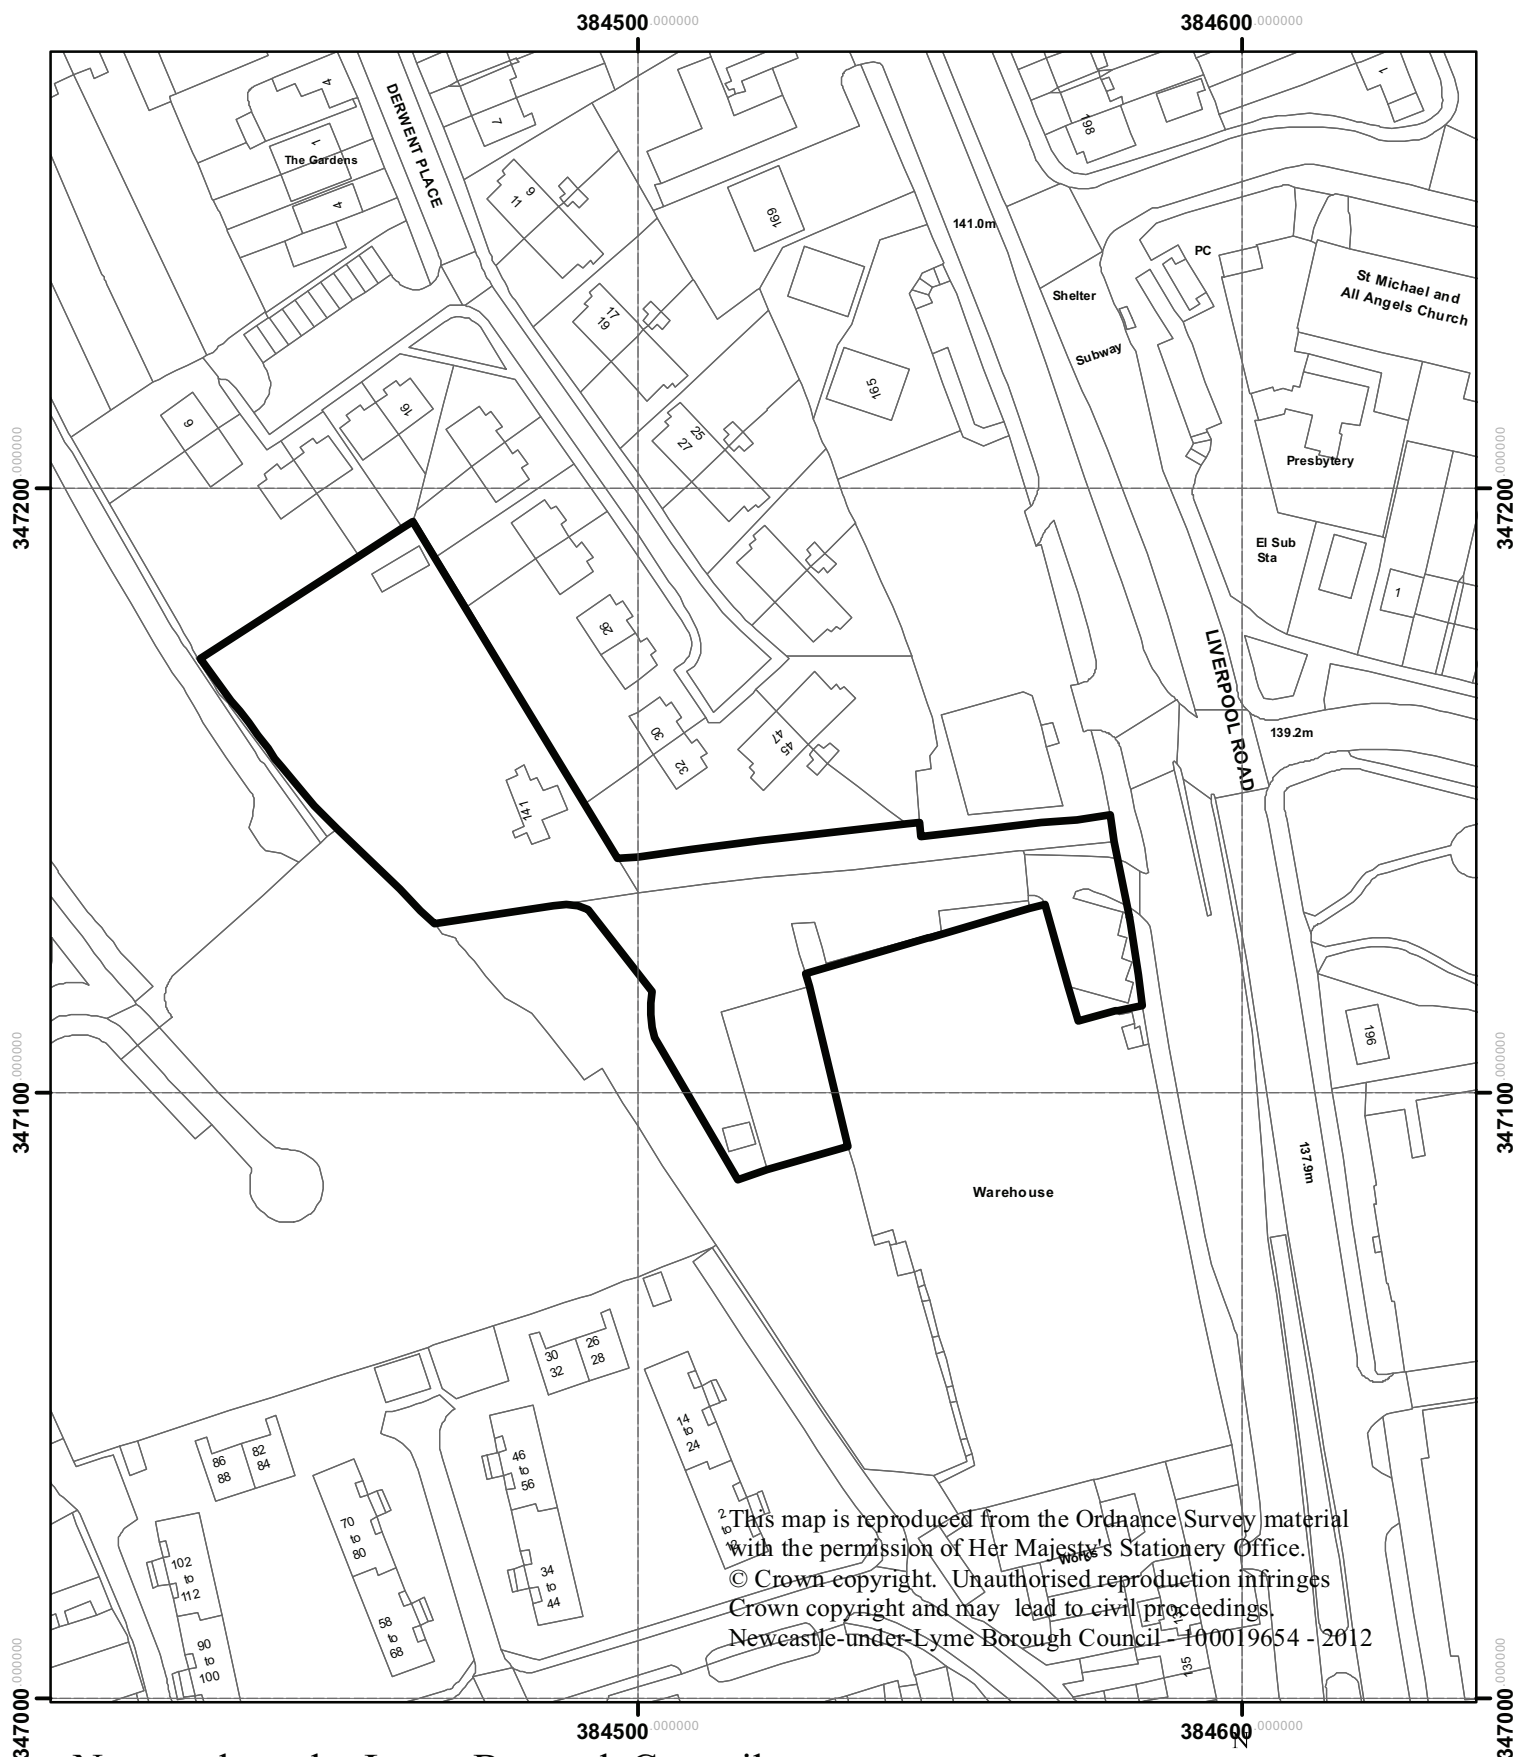 384500.000000
384600.000000
DERWENT PLACE
4
1
The Gardens
4
7
9
11
198
1
169
141.0m
PC
Shelter
Subway
St Michael and
All Angels Church
17
19
165
9
16
25
27
Presbytery
347200.000000
347200.000000
El Sub
Sta
1
26
LIVERPOOL ROAD
139.2m
30
32
47
45
141
196
347100.000000
347100.000000
137.9m
Warehouse
30
32
26
28
14
to
24
86
88
82
84
46
to
56
70
to
80
2
to
12
102
to
112
34
to
44
58
to
68
90
to
100
Works
135
This map is reproduced from the Ordnance Survey material
with the permission of Her Majesty's Stationery Office.
© Crown copyright. Unauthorised reproduction infringes
Crown copyright and may lead to civil proceedings.
Newcastle-under-Lyme Borough Council - 100019654 - 2012
347000.000000
347000.000000
384500.000000
384600.000000
N